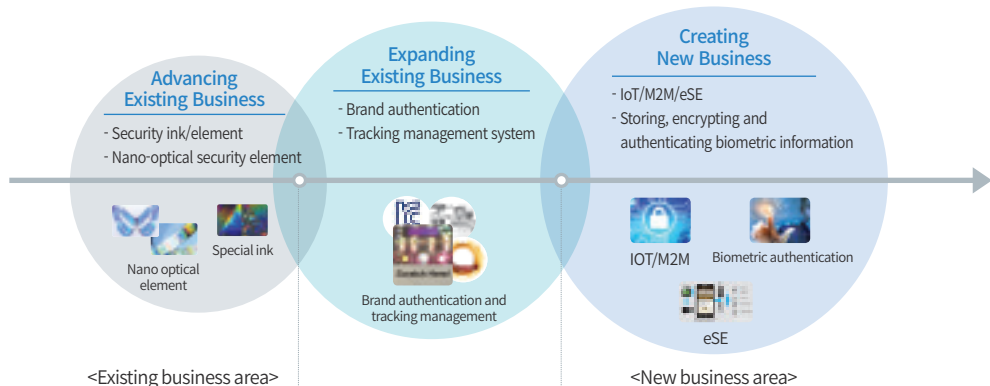 Advancing
Existing Business
- Security ink/element
- Nano-optical security element
Nano optical
element
Special ink
Expanding
Existing Business
- Brand authentication
- Tracking management system
Brand authentication and
tracking management
Creating
New Business
- IoT/M2M/eSE
- Storing, encrypting and
authenticating biometric information
IOT/M2M
Biometric authentication
eSE
<Existing business area>
<New business area>